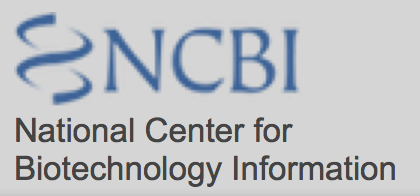 NCBI
National Center for
Biotechnology Information